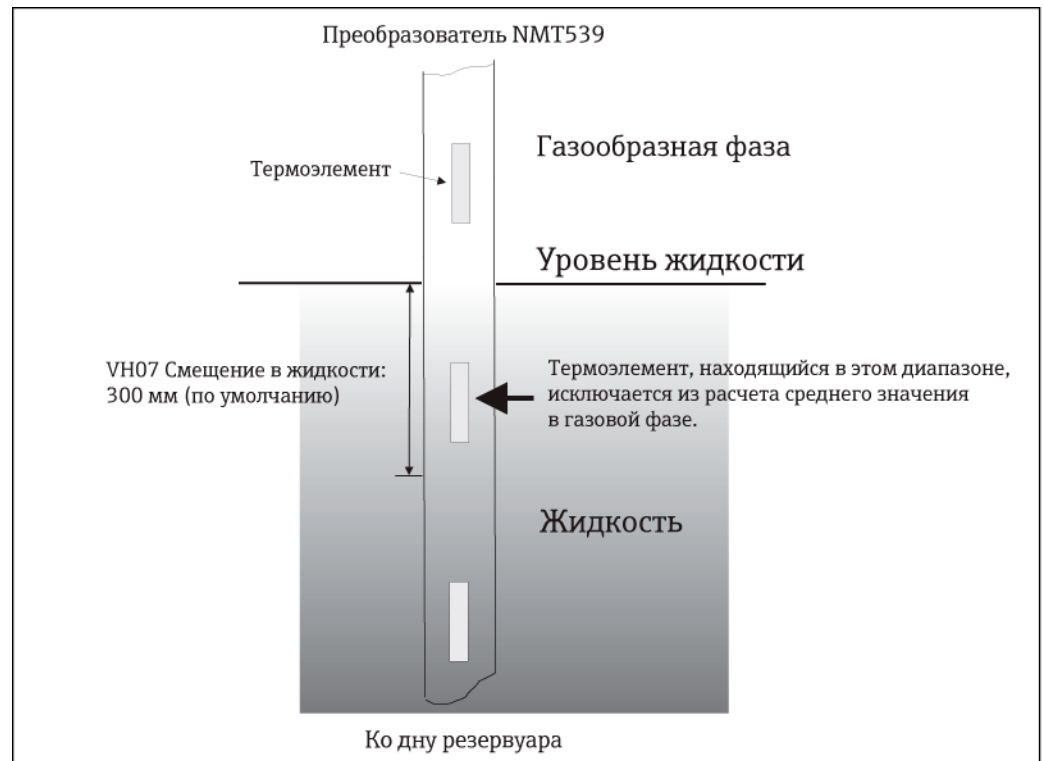 Преобразователь NMT539
Газообразная фаза
Термоэлемент
Уровень жидкости
VH07 Смещение в жидкости:
300 мм (по умолчанию)
Термоэлемент, находящийся в этом диапазоне,
исключается из расчета среднего значения
в газовой фазе.
Жидкость
Ко дну резервуара